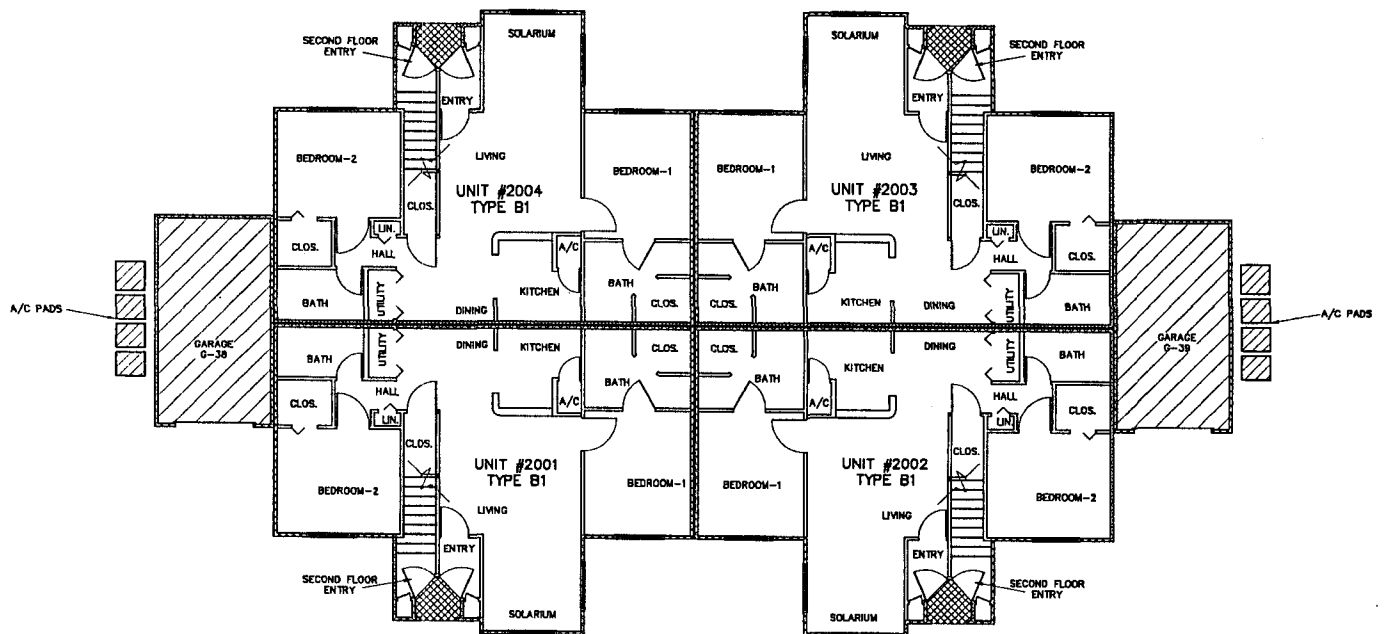 SOLARIUM
SOLARIUM
SECOND FLOOR
ENTRY
SECOND FLOOR
ENTRY
ENTRY
ENTRY
BEDROOM-2
LIVING
BEDROOM-1
BEDROOM-1
LIVING
BEDROOM-2
UNIT #2004
TYPE B1
UNIT #2003
TYPE B1
CLOS.
CLOS.
LIN.
LIN.
CLOS.
HALL
A/C
A/C
HALL
CLOS.
BATH
UTILITY
DINING
KITCHEN
BATH
CLOS.
CLOS.
BATH
KITCHEN
DINING
UTILITY
BATH
A/C PADS
A/C PADS
GARAGE
G-38
GARAGE
G-39
BATH
UTILITY
DINING
KITCHEN
BATH
CLOS.
CLOS.
BATH
KITCHEN
DINING
UTILITY
BATH
CLOS.
HALL
A/C
A/C
HALL
CLOS.
LIN.
LIN.
CLOS.
CLOS.
UNIT #2001
TYPE B1
UNIT #2002
TYPE B1
BEDROOM-2
LIVING
BEDROOM-1
BEDROOM-1
LIVING
BEDROOM-2
ENTRY
ENTRY
SECOND FLOOR
ENTRY
SECOND FLOOR
ENTRY
SOLARIUM
SOLARIUM